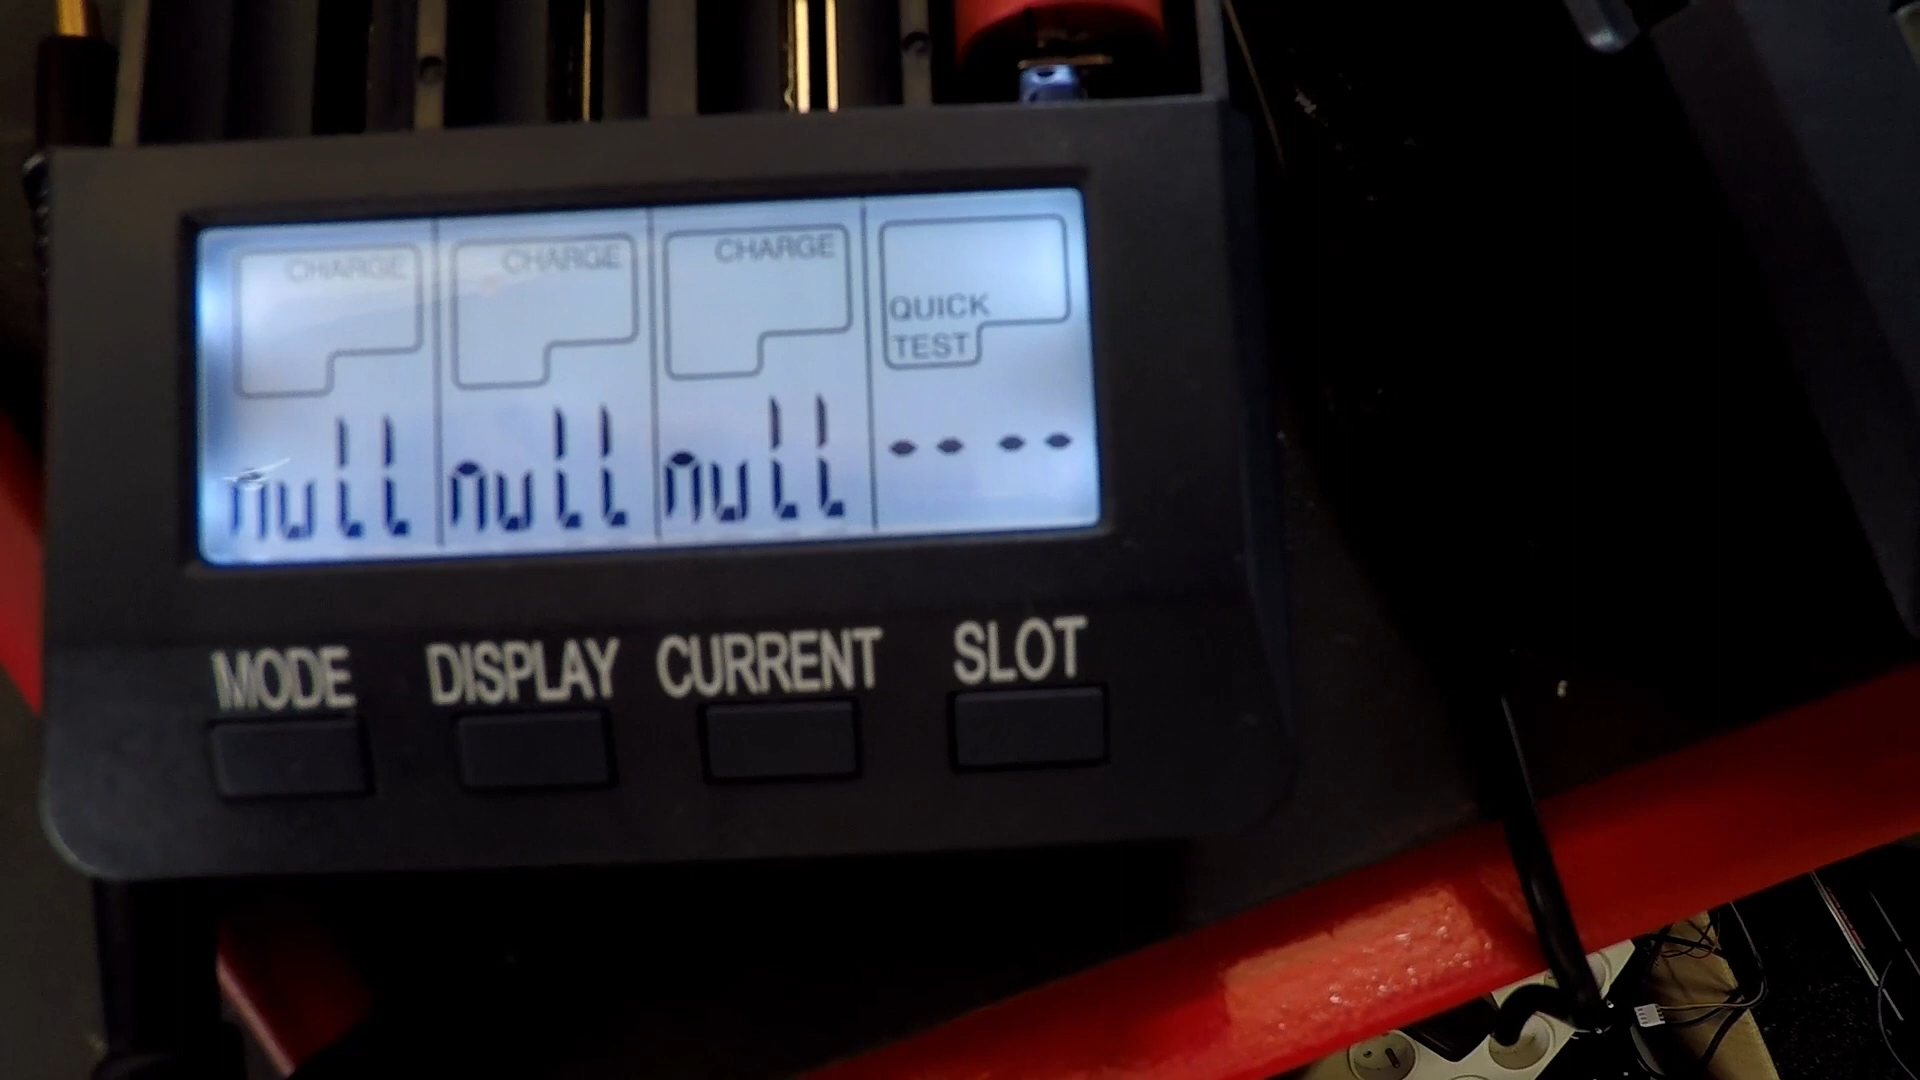 CHARGE CHARGE CHARGE
QUICK
TEST
null null null -- --
MODE DISPLAY CURRENT SLOT